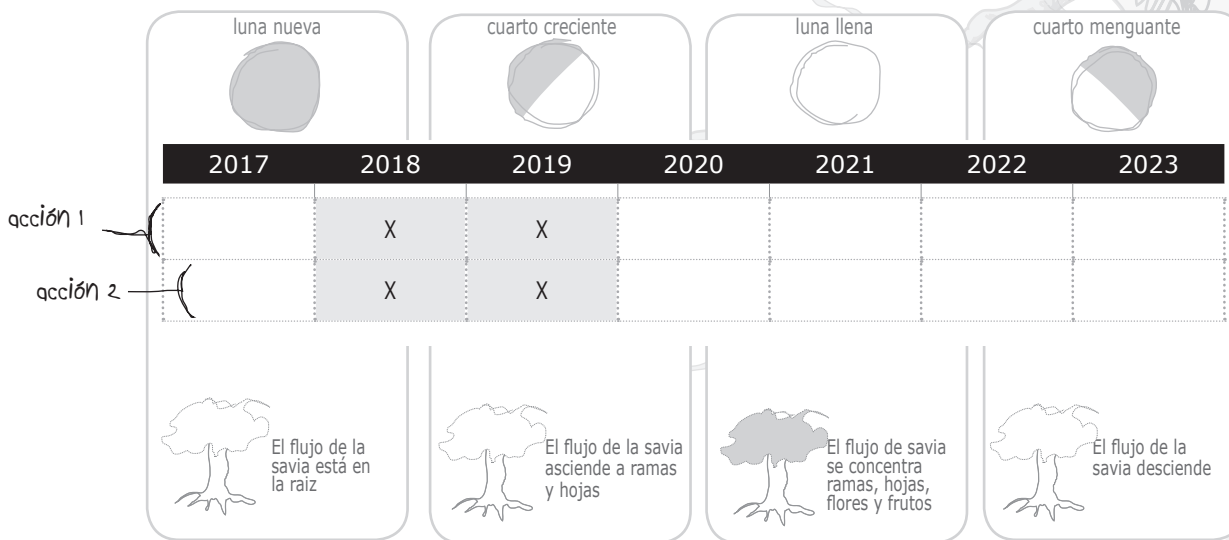 luna nueva
cuarto creciente
luna llena
cuarto menguante
2017 2018 2019 2020 2021 2022 2023
acción 1
X X
acción 2
X X
El flujo de la
savia está en
la raiz
El flujo de la savia
asciende a ramas
y hojas
El flujo de savia
se concentra
ramas, hojas,
flores y frutos
El flujo de la
savia desciende